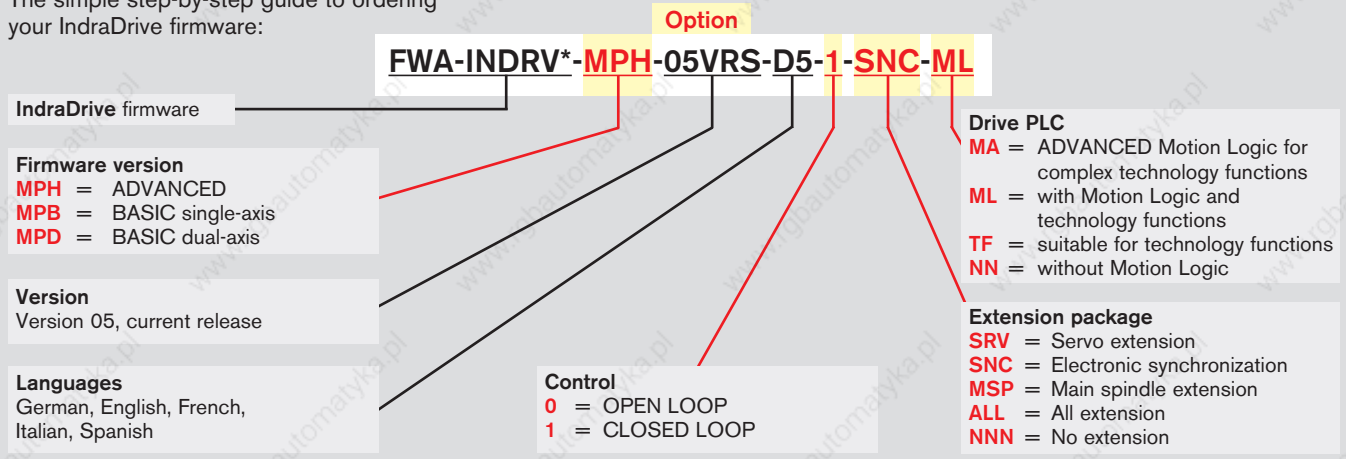 The simple step-by-step guide to ordering
your IndraDrive firmware:
Option
FWA-INDRV*-MPH-05VRS-D5-1-SNC-ML
IndraDrive firmware
Firmware version
MPH = ADVANCED
MPB = BASIC single-axis
MPD = BASIC dual-axis
Version
Version 05, current release
Languages
German, English, French,
Italian, Spanish
Control
0 = OPEN LOOP
1 = CLOSED LOOP
Drive PLC
MA = ADVANCED Motion Logic for
complex technology functions
ML = with Motion Logic and
technology functions
TF = suitable for technology functions
NN = without Motion Logic
Extension package
SRV = Servo extension
SNC = Electronic synchronization
MSP = Main spindle extension
ALL = All extension
NNN = No extension
www.rgbautomatyka.pl